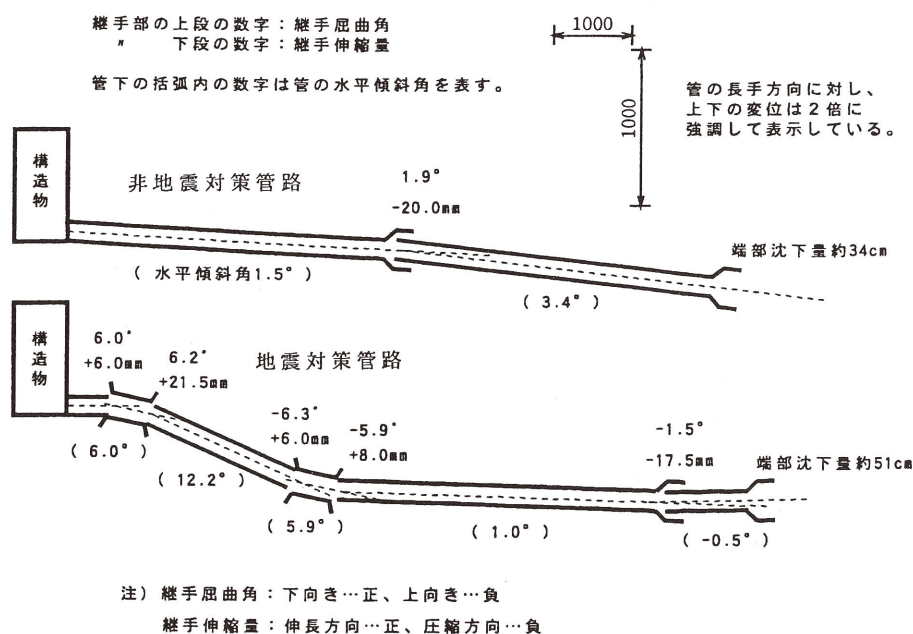 継手部の上段の数字：継手屈曲角
〃 下段の数字：継手伸縮量
管下の括弧内の数字は管の水平傾斜角を表す。
1000
1000
管の長手方向に対し、
上下の変位は２倍に
強調して表示している。
構造物
非地震対策管路
1.9°
-20.0mm
端部沈下量約34cm
( 水平傾斜角1.5° )
( 3.4° )
構造物
地震対策管路
6.0°
+6.0mm
6.2°
+21.5mm
-6.3°
+6.0mm
-5.9°
+8.0mm
-1.5°
-17.5mm
端部沈下量約51cm
( 6.0° )
( 12.2° )
( 5.9° )
( 1.0° )
( -0.5° )
注) 継手屈曲角：下向き…正、上向き…負
継手伸縮量：伸長方向…正、圧縮方向…負